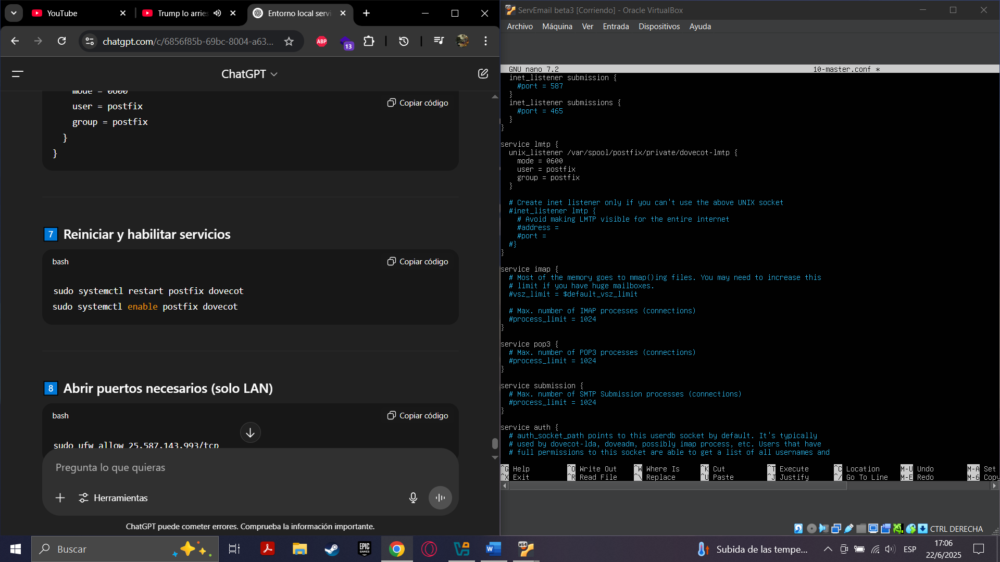 YouTube
Trump lo arries
Entorno local servi
chatgpt.com/c/6856f85b-69bc-8004-a63...
ABP
13
ChatGPT
mode = 0600
Copiar código
user = postfix
group = postfix
}
}
7 Reiniciar y habilitar servicios
bash
Copiar código
sudo systemctl restart postfix dovecot
sudo systemctl enable postfix dovecot
8 Abrir puertos necesarios (solo LAN)
bash
Copiar código
sudo ufw allow 25,587,143,993/tcp
Pregunta lo que quieras
Herramientas
ChatGPT puede cometer errores. Comprueba la información importante.
ServEmail beta3 [Corriendo] - Oracle VirtualBox
Archivo Máquina Ver Entrada Dispositivos Ayuda
GNU nano 7.2 10-master.conf *
inet_listener submission {
#port = 587
}
inet_listener submissions {
#port = 465
}
}
service lmtp {
unix_listener /var/spool/postfix/private/dovecot-lmtp {
mode = 0600
user = postfix
group = postfix
}
# Create inet listener only if you can't use the above UNIX socket
#inet_listener lmtp {
# Avoid making LMTP visible for the entire internet
#address =
#port =
#}
}
service imap {
# Most of the memory goes to mmap()ing files. You may need to increase this
# limit if you have huge mailboxes.
#vsz_limit = $default_vsz_limit
# Max. number of IMAP processes (connections)
#process_limit = 1024
}
service pop3 {
# Max. number of POP3 processes (connections)
#process_limit = 1024
}
service submission {
# Max. number of SMTP Submission processes (connections)
#process_limit = 1024
}
service auth {
# auth_socket_path points to this userdb socket by default. It's typically
# used by dovecot-lda, doveadm, possibly imap process, etc. Users that have
# full permissions to this socket are able to get a list of all usernames and
^G Help ^O Write Out ^W Where Is ^K Cut ^T Execute ^C Location M-U Undo M-A Set
^X Exit ^R Read File ^\ Replace ^U Paste ^J Justify ^/ Go To Line M-E Redo M-6 Copy
CTRL DERECHA
Buscar
EPIC GAMES
Subida de las tempe...
ESP
17:06
22/6/2025